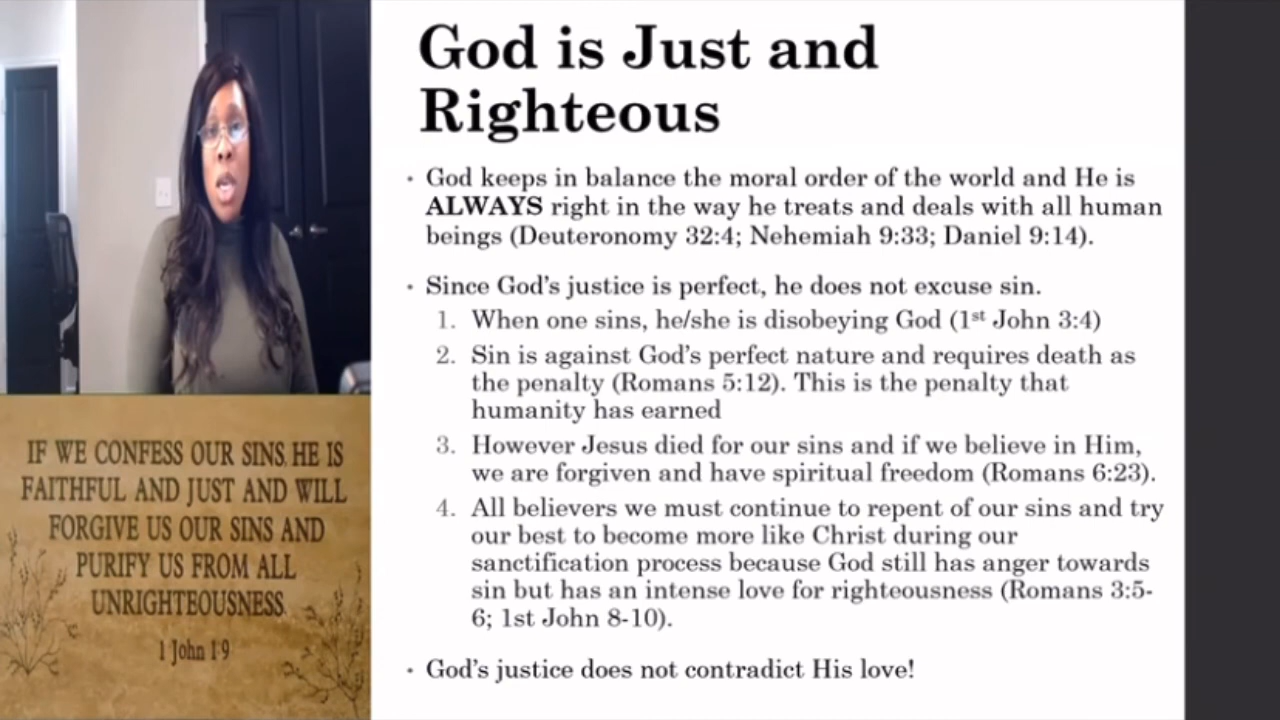 God is Just and
Righteous
• God keeps in balance the moral order of the world and He is
ALWAYS right in the way he treats and deals with all human
beings (Deuteronomy 32:4; Nehemiah 9:33; Daniel 9:14).
• Since God's justice is perfect, he does not excuse sin.
1. When one sins, he/she is disobeying God (1st John 3:4)
2. Sin is against God's perfect nature and requires death as
the penalty (Romans 5:12). This is the penalty that
humanity has earned
3. However Jesus died for our sins and if we believe in Him,
we are forgiven and have spiritual freedom (Romans 6:23).
4. All believers we must continue to repent of our sins and try
our best to become more like Christ during our
sanctification process because God still has anger towards
sin but has an intense love for righteousness (Romans 3:5-
6; 1st John 8-10).
• God's justice does not contradict His love!
IF WE CONFESS OUR SINS, HE IS
FAITHFUL AND JUST AND WILL
FORGIVE US OUR SINS AND
PURIFY US FROM ALL
UNRIGHTEOUSNESS.
1 John 1:9